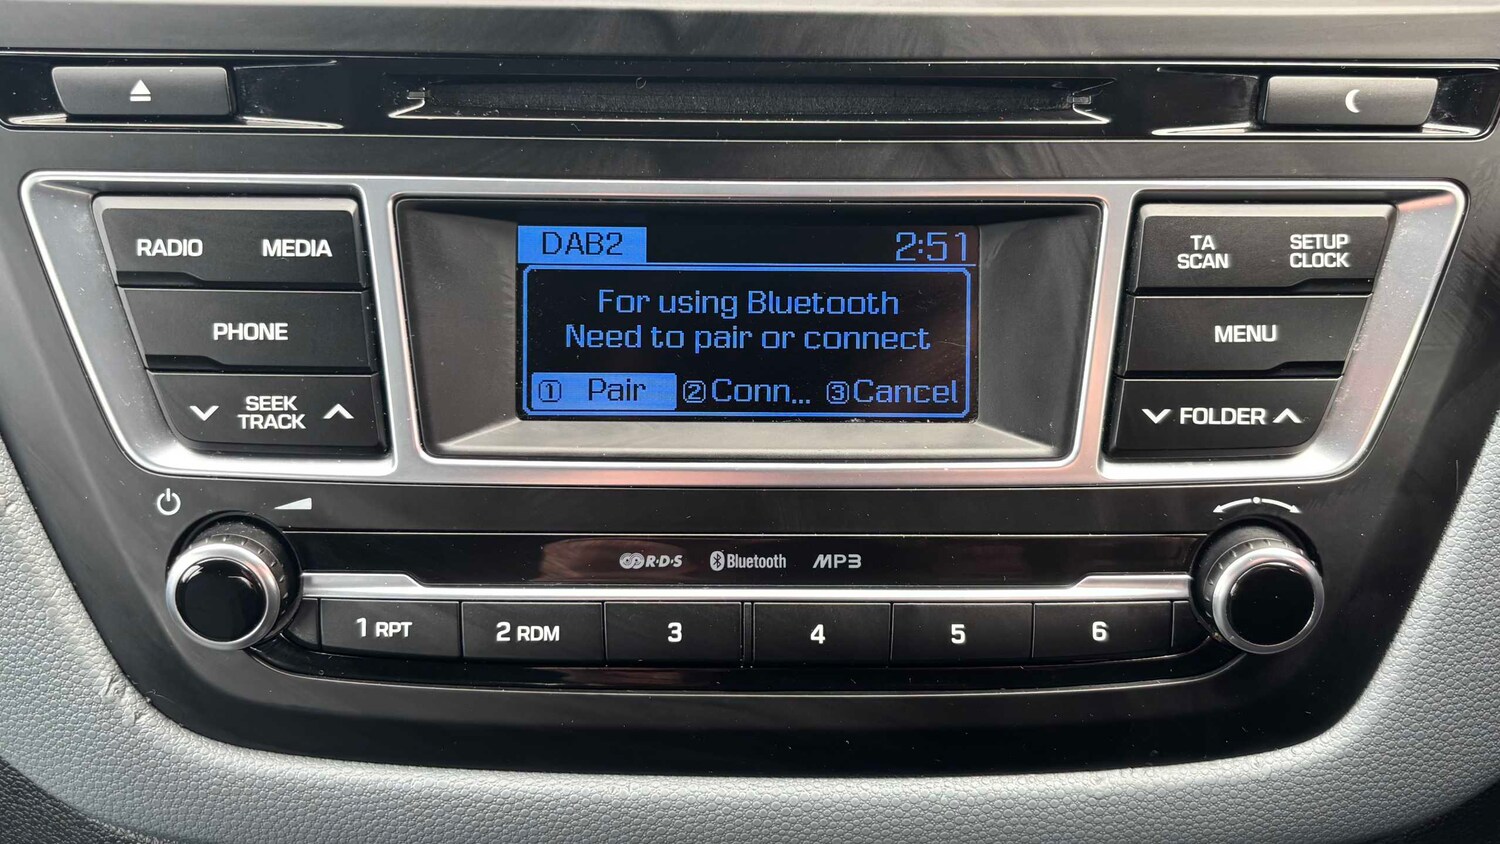 RADIO MEDIA
PHONE
SEEK
TRACK
DAB2 2:51
For using Bluetooth
Need to pair or connect
① Pair ②Conn... ③Cancel
TA
SCAN
SETUP
CLOCK
MENU
FOLDER
R·D·S Bluetooth MP3
1 RPT 2 RDM 3 4 5 6